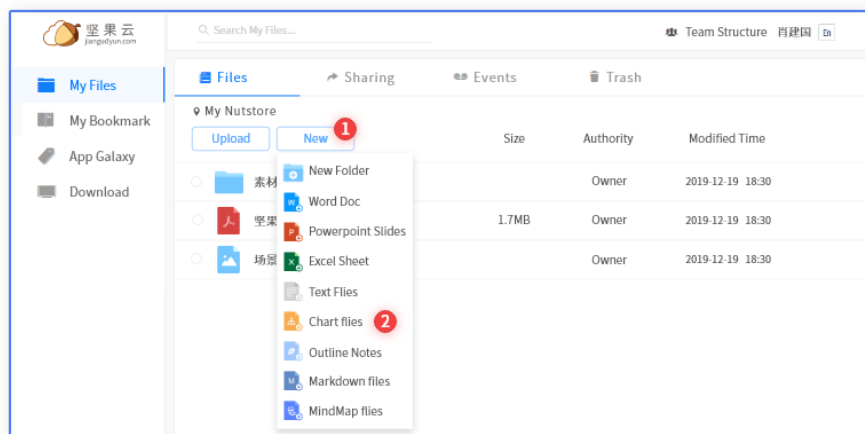 坚果云
jianguoyun.com
Search My Files...
Team Structure 肖建国 En
My Files
My Bookmark
App Galaxy
Download
Files Sharing Events Trash
My Nutstore
Upload New 1 Size Authority Modified Time
素材 Owner 2019-12-19 18:30
坚果 1.7MB Owner 2019-12-19 18:30
场景 Owner 2019-12-19 18:30
New Folder
Word Doc
Powerpoint Slides
Excel Sheet
Text Flies
Chart flies 2
Outline Notes
Markdown files
MindMap flies